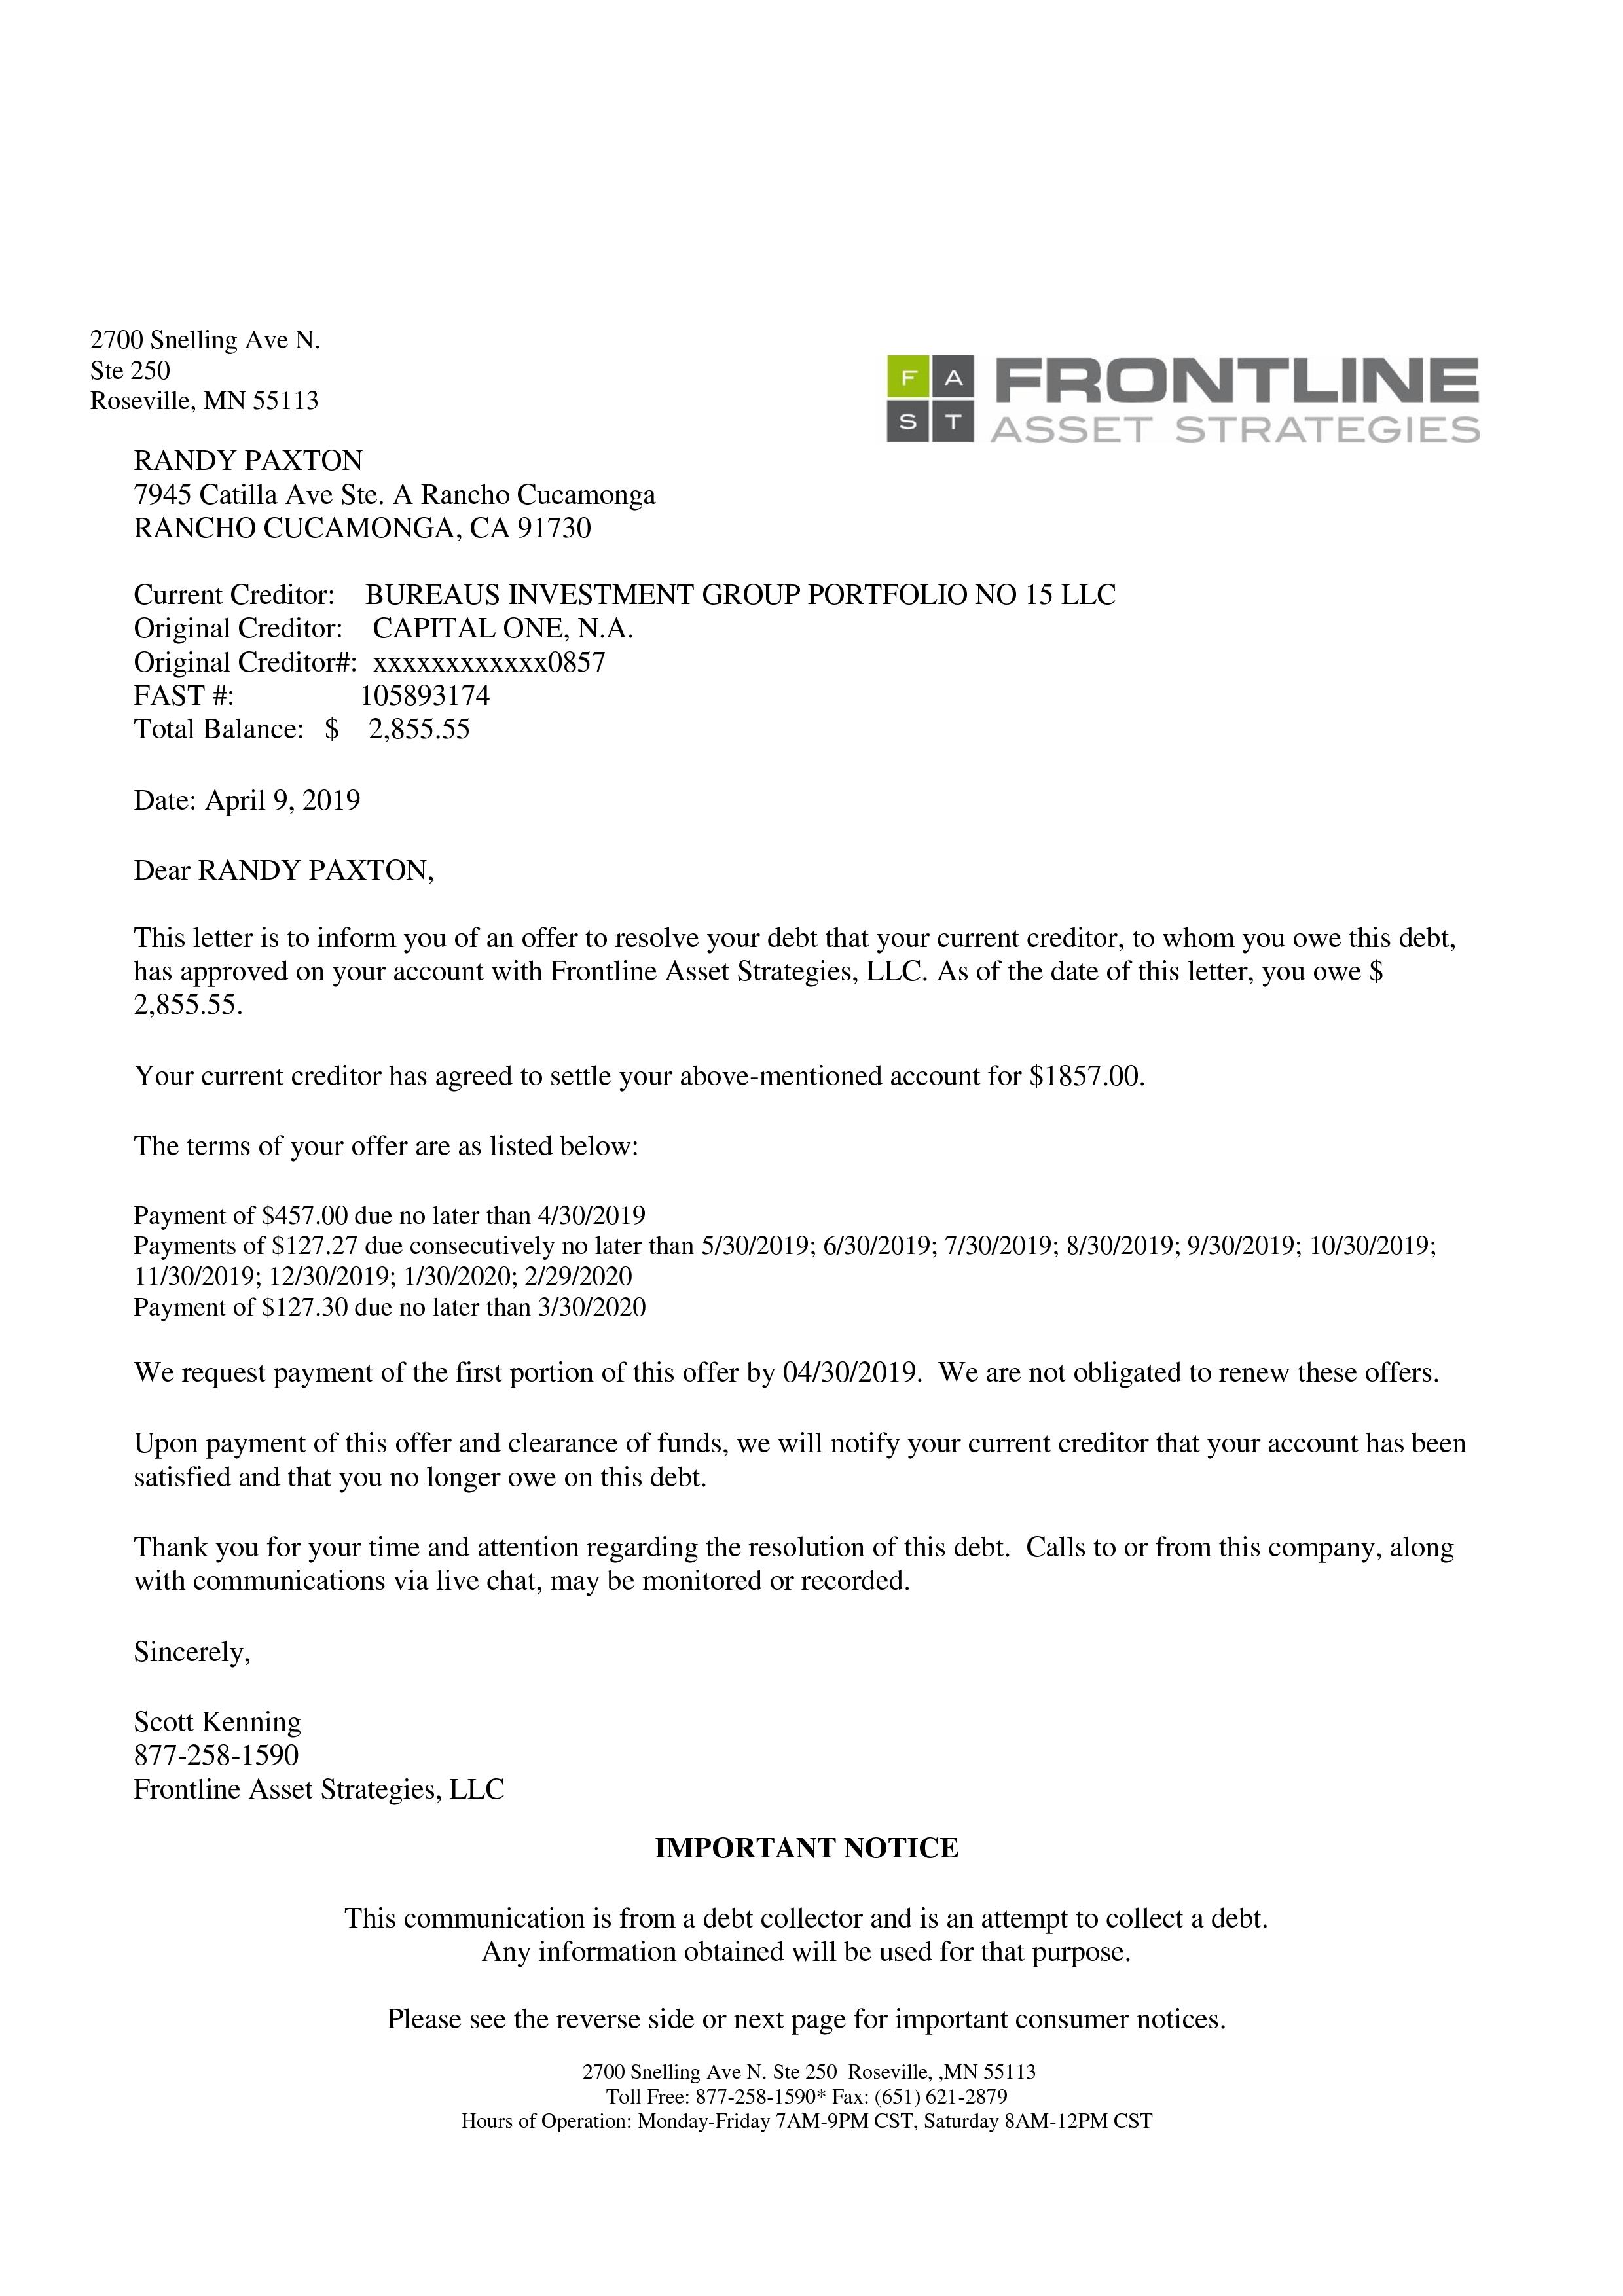 2700 Snelling Ave N.
Ste 250
Roseville, MN 55113
F A
S T
FRONTLINE
ASSET STRATEGIES
RANDY PAXTON
7945 Catilla Ave Ste. A Rancho Cucamonga
RANCHO CUCAMONGA, CA 91730
Current Creditor: BUREAUS INVESTMENT GROUP PORTFOLIO NO 15 LLC
Original Creditor: CAPITAL ONE, N.A.
Original Creditor#: xxxxxxxxxxxx0857
FAST #: 105893174
Total Balance: $ 2,855.55
Date: April 9, 2019
Dear RANDY PAXTON,
This letter is to inform you of an offer to resolve your debt that your current creditor, to whom you owe this debt,
has approved on your account with Frontline Asset Strategies, LLC. As of the date of this letter, you owe $
2,855.55.
Your current creditor has agreed to settle your above-mentioned account for $1857.00.
The terms of your offer are as listed below:
Payment of $457.00 due no later than 4/30/2019
Payments of $127.27 due consecutively no later than 5/30/2019; 6/30/2019; 7/30/2019; 8/30/2019; 9/30/2019; 10/30/2019;
11/30/2019; 12/30/2019; 1/30/2020; 2/29/2020
Payment of $127.30 due no later than 3/30/2020
We request payment of the first portion of this offer by 04/30/2019. We are not obligated to renew these offers.
Upon payment of this offer and clearance of funds, we will notify your current creditor that your account has been
satisfied and that you no longer owe on this debt.
Thank you for your time and attention regarding the resolution of this debt. Calls to or from this company, along
with communications via live chat, may be monitored or recorded.
Sincerely,
Scott Kenning
877-258-1590
Frontline Asset Strategies, LLC
IMPORTANT NOTICE
This communication is from a debt collector and is an attempt to collect a debt.
Any information obtained will be used for that purpose.
Please see the reverse side or next page for important consumer notices.
2700 Snelling Ave N. Ste 250 Roseville, ,MN 55113
Toll Free: 877-258-1590* Fax: (651) 621-2879
Hours of Operation: Monday-Friday 7AM-9PM CST, Saturday 8AM-12PM CST